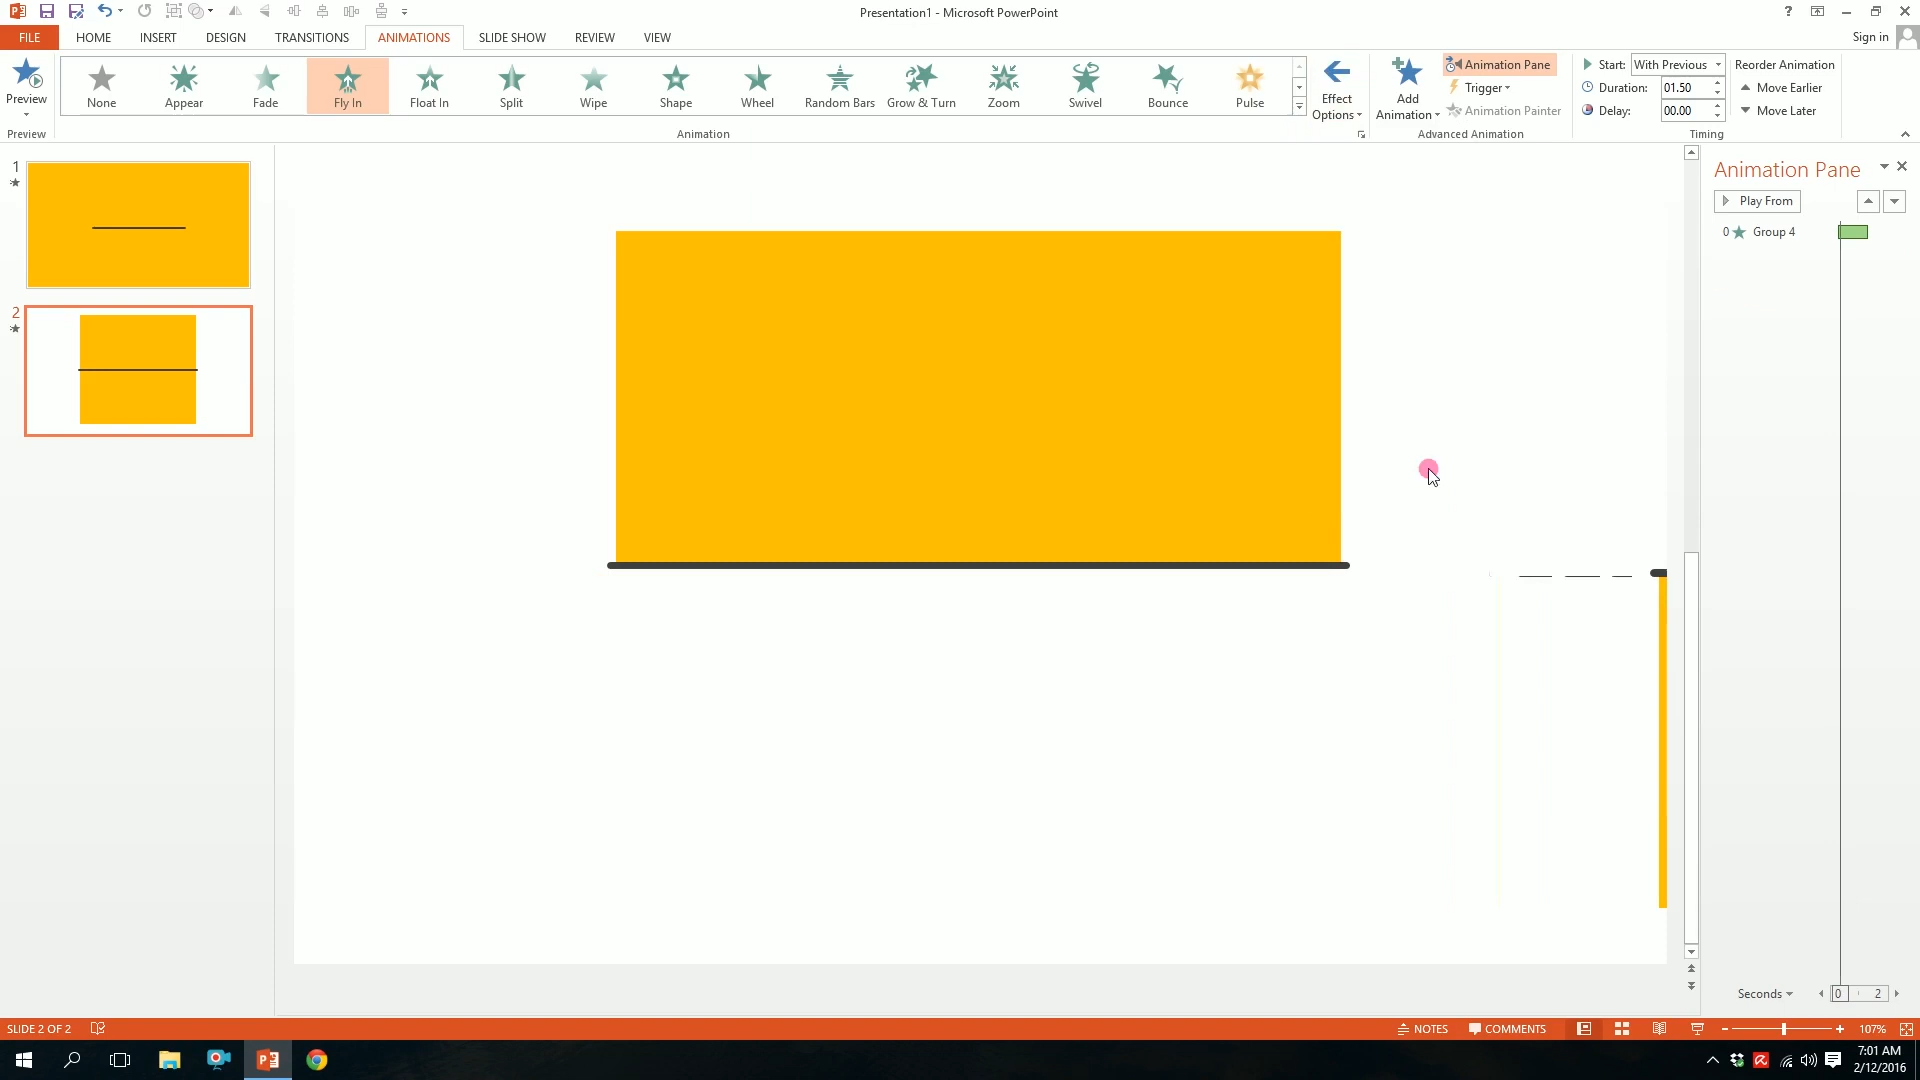 Presentation1 - Microsoft PowerPoint
?
FILE HOME INSERT DESIGN TRANSITIONS ANIMATIONS SLIDE SHOW REVIEW VIEW
Sign in
Preview
None Appear Fade Fly In Float In Split Wipe Shape Wheel Random Bars Grow & Turn Zoom Swivel Bounce Pulse
Effect
Options
Add
Animation
Animation Pane
Trigger
Animation Painter
Start: With Previous
Duration: 01.50
Delay: 00.00
Reorder Animation
Move Earlier
Move Later
Preview
Animation
Advanced Animation
Timing
1
2
Animation Pane
Play From
0 Group 4
Seconds
0 2
SLIDE 2 OF 2
NOTES
COMMENTS
107%
7:01 AM
2/12/2016